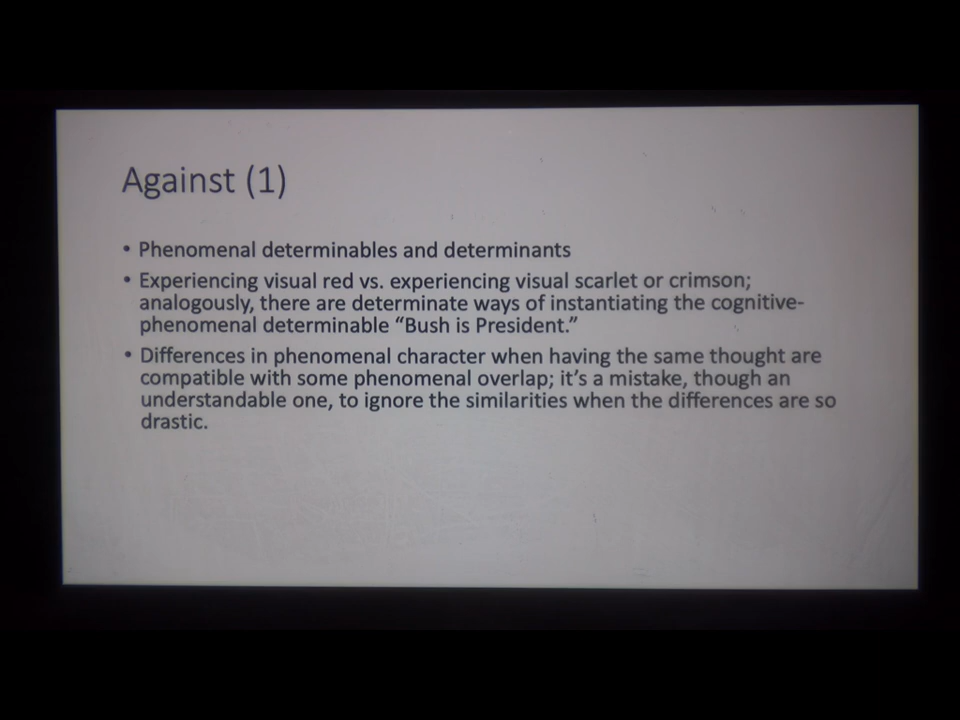 Against (1)
• Phenomenal determinables and determinants
• Experiencing visual red vs. experiencing visual scarlet or crimson;
analogously, there are determinate ways of instantiating the cognitive-
phenomenal determinable “Bush is President.”
• Differences in phenomenal character when having the same thought are
compatible with some phenomenal overlap; it’s a mistake, though an
understandable one, to ignore the similarities when the differences are so
drastic.